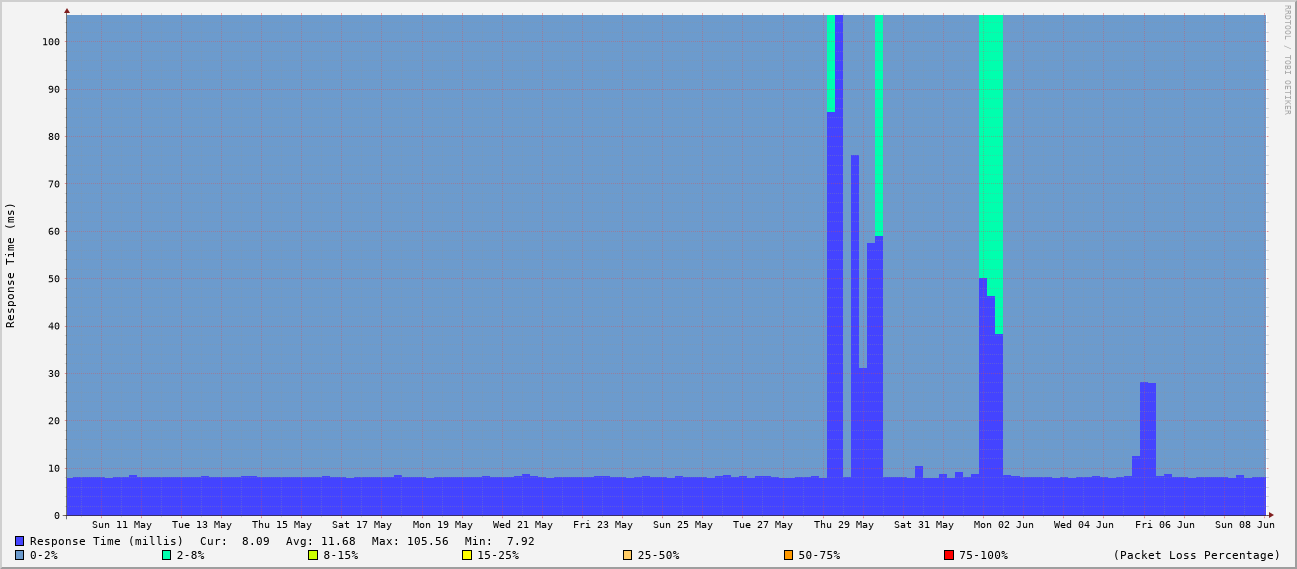 RRDTOOL / TOBI OETIKER
Response Time (ms)
100
90
80
70
60
50
40
30
20
10
0
Sun 11 May Tue 13 May Thu 15 May Sat 17 May Mon 19 May Wed 21 May Fri 23 May Sun 25 May Tue 27 May Thu 29 May Sat 31 May Mon 02 Jun Wed 04 Jun Fri 06 Jun Sun 08 Jun
Response Time (millis) Cur: 8.09 Avg: 11.68 Max: 105.56 Min: 7.92
0-2% 2-8% 8-15% 15-25% 25-50% 50-75% 75-100% (Packet Loss Percentage)